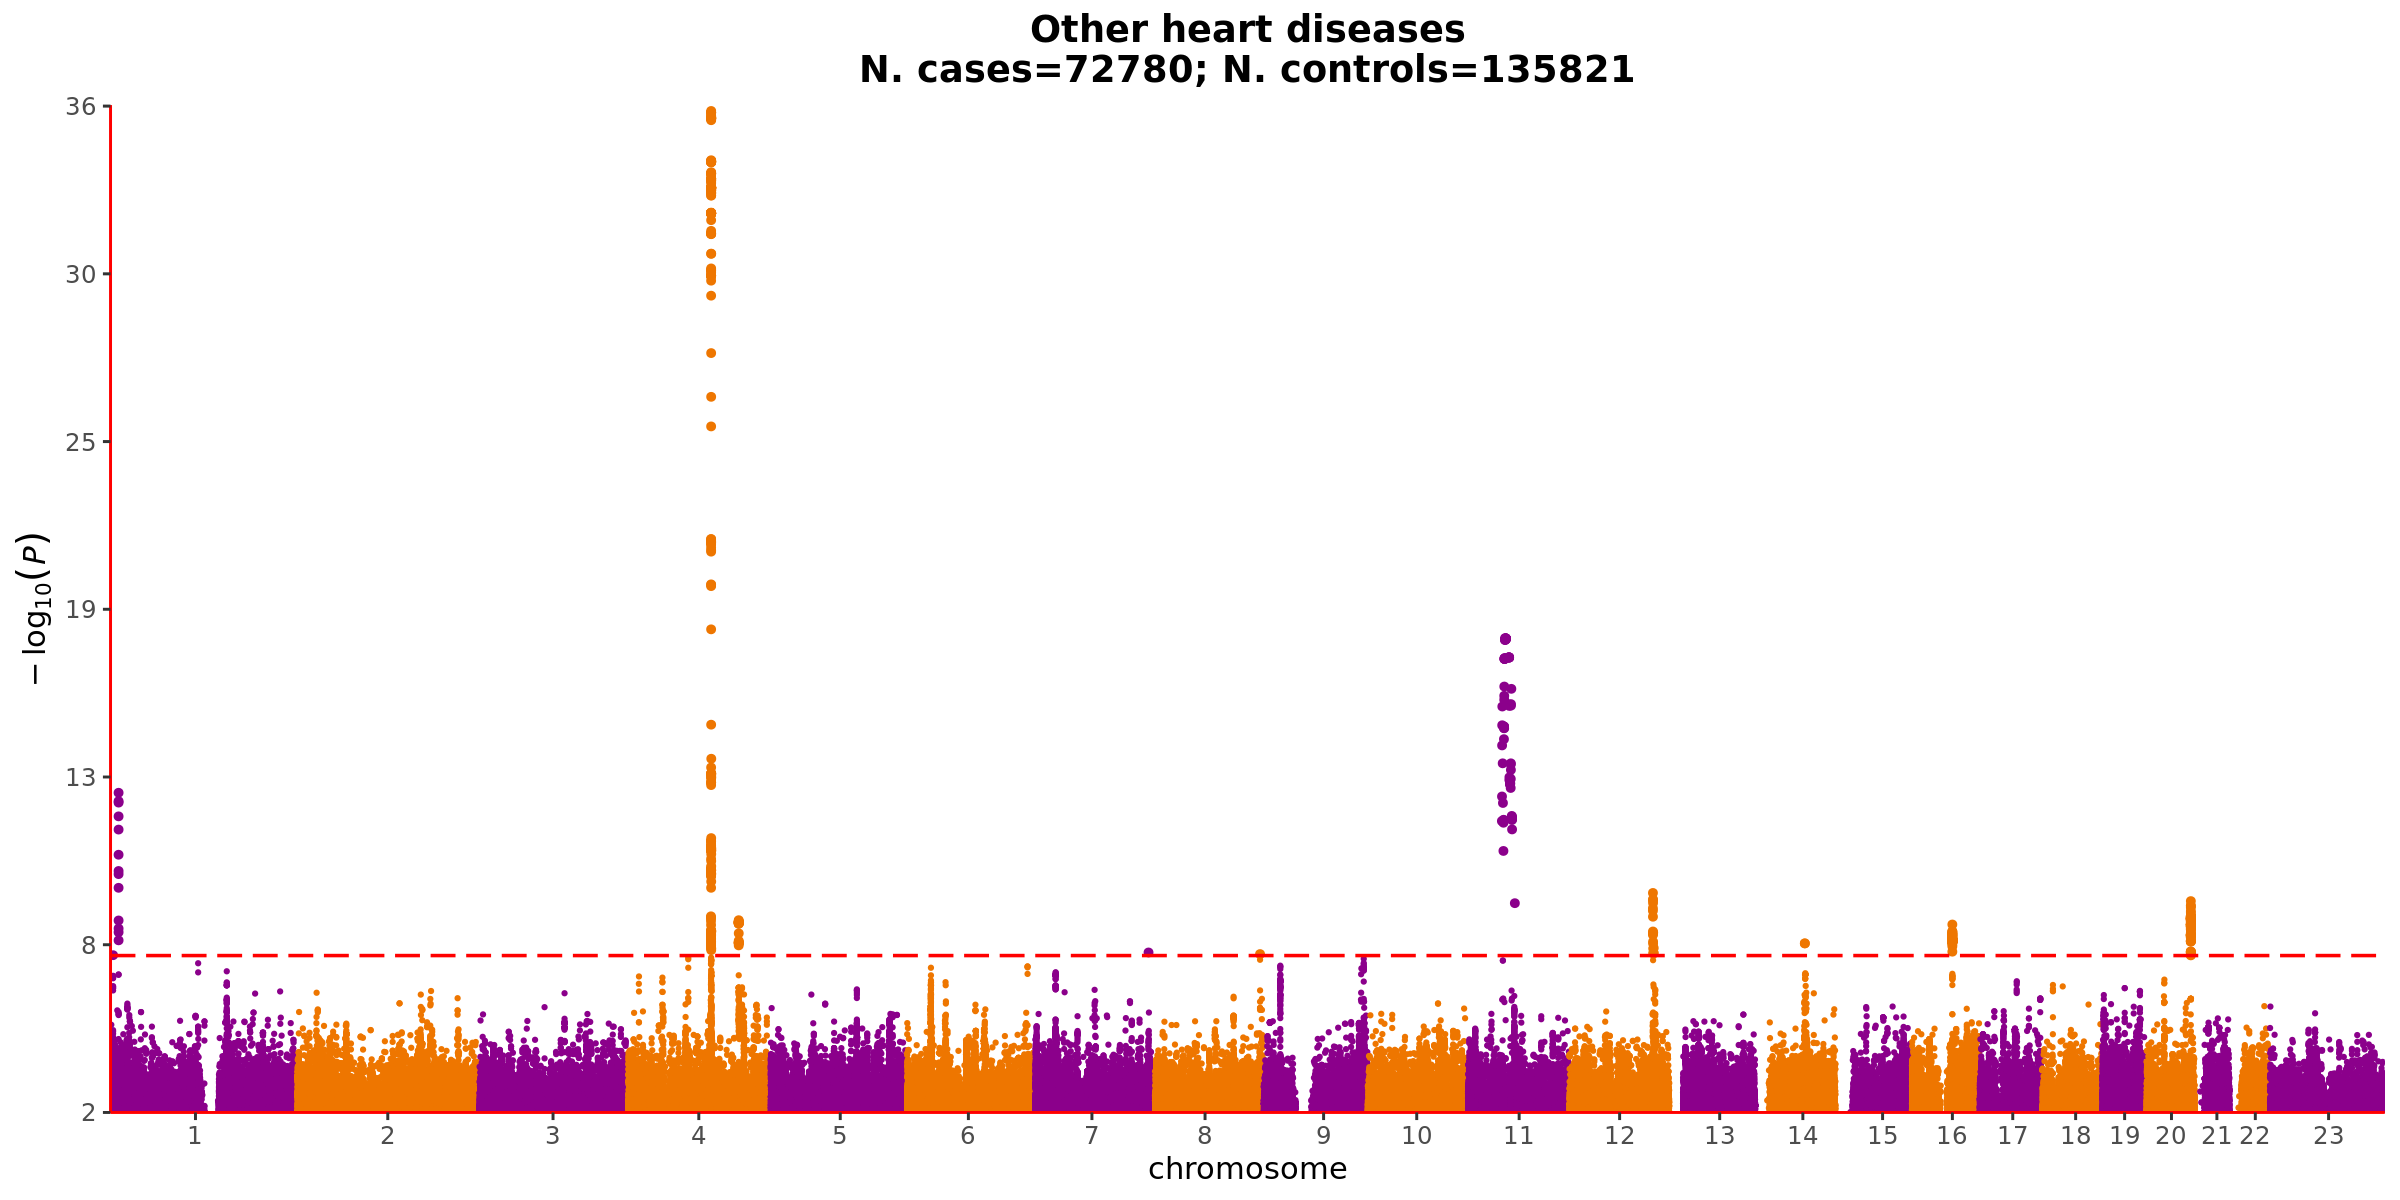 Other heart diseases
N. cases=72780; N. controls=135821
36
30
25
19
13
8
2
−log10(P)
1 2 3 4 5 6 7 8 9 10 11 12 13 14 15 16 17 18 19 20 21 22 23
chromosome